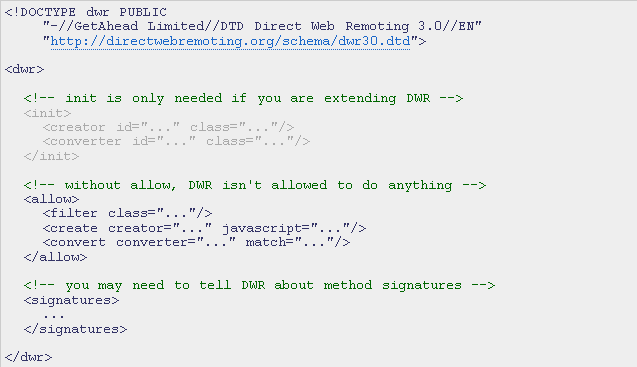 <!DOCTYPE dwr PUBLIC
"-//GetAhead Limited//DTD Direct Web Remoting 3.0//EN"
"http://directwebremoting.org/schema/dwr30.dtd">
<dwr>
<!-- init is only needed if you are extending DWR -->
<init>
<creator id="..." class="..."/>
<converter id="..." class="..."/>
</init>
<!-- without allow, DWR isn't allowed to do anything -->
<allow>
<filter class="..."/>
<create creator="..." javascript="..."/>
<convert converter="..." match="..."/>
</allow>
<!-- you may need to tell DWR about method signatures -->
<signatures>
...
</signatures>
</dwr>